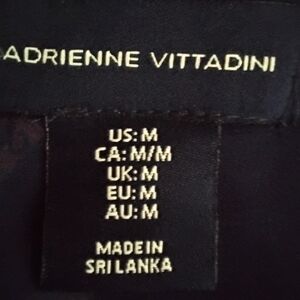 ADRIENNE VITTADINI
US: M
CA: M/M
UK: M
EU: M
AU: M
MADE IN
SRI LANKA